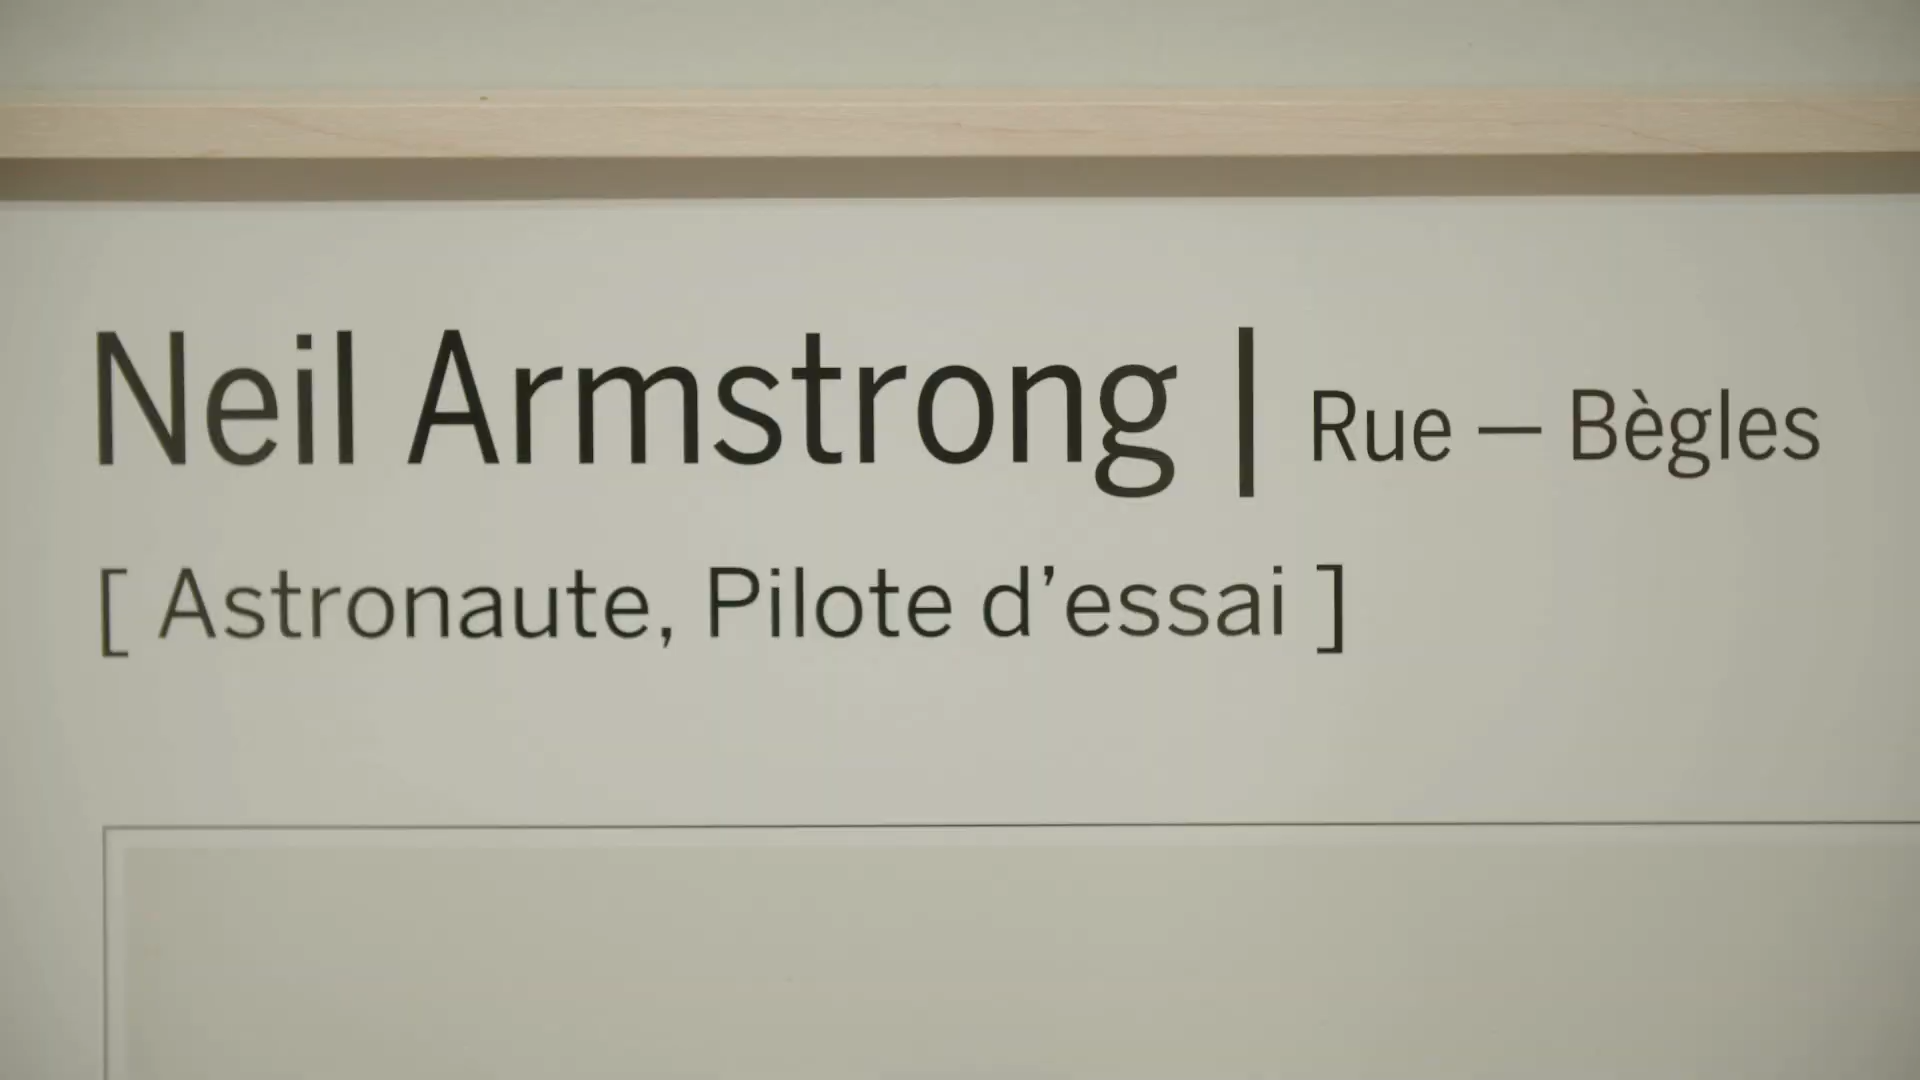 Neil Armstrong | Rue — Bègles
[ Astronaute, Pilote d’essai ]